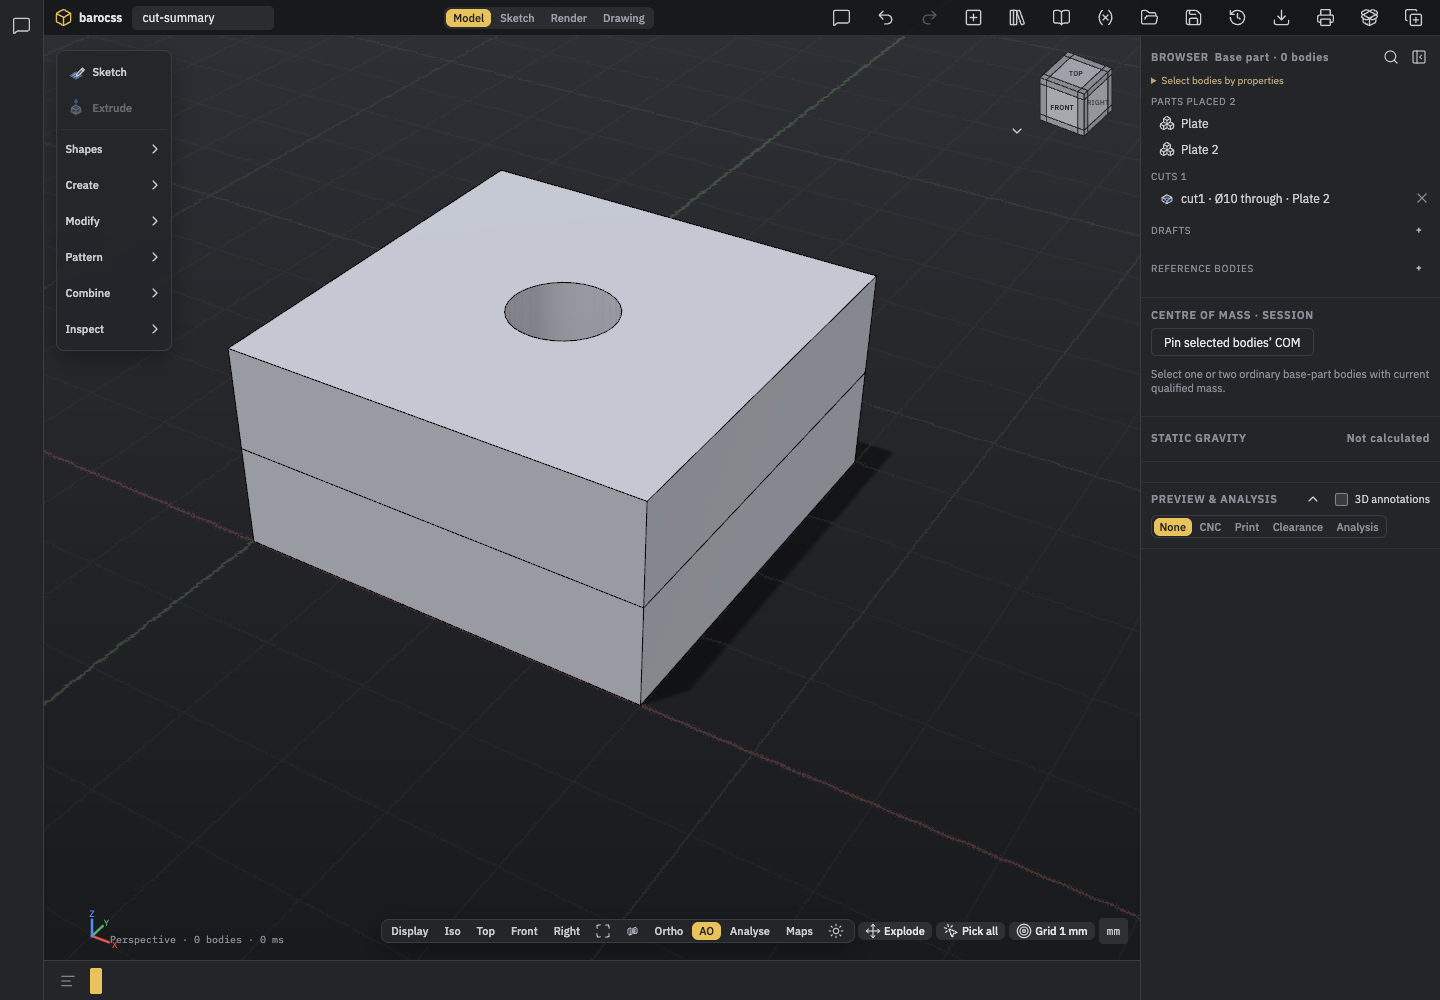 barocss
cut-summary
Model Sketch Render Drawing
Sketch
Extrude
Shapes
Create
Modify
Pattern
Combine
Inspect
TOP
FRONT
RIGHT
BROWSER Base part · 0 bodies
Select bodies by properties
PARTS PLACED 2
Plate
Plate 2
CUTS 1
cut1 · Ø10 through · Plate 2
DRAFTS +
REFERENCE BODIES +
CENTRE OF MASS · SESSION
Pin selected bodies’ COM
Select one or two ordinary base-part bodies with current
qualified mass.
STATIC GRAVITY Not calculated
PREVIEW & ANALYSIS 3D annotations
None CNC Print Clearance Analysis
Z
Y
X
Perspective · 0 bodies · 0 ms
Display Iso Top Front Right Ortho AO Analyse Maps Explode Pick all Grid 1 mm mm